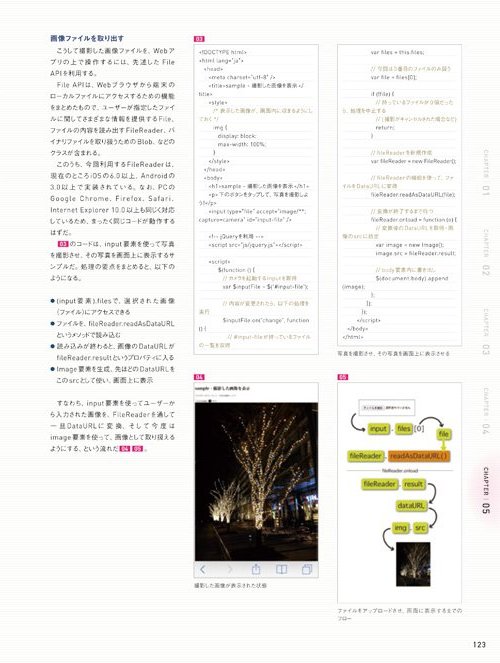 画像ファイルを取り出す
こうして撮影した画像ファイルを、Webア
プリの上で操作するには、先述した File
APIを利用する。
File APIは、Webブラウザから端末の
ローカルファイルにアクセスするための機能
をまとめたもので、ユーザーが指定したファイ
ルに関してさまざまな情報を提供するFile、
ファイルの内容を読み出すFileReader、バ
イナリファイルを取り扱うためのBlob、などの
クラスが含まれる。
このうち、今回利用するFileReaderは、
現在のところiOSの6.0以上、Androidの
3.0以上で実装されている。なお、PCの
Google Chrome、Firefox、Safari、
Internet Explorer 10.0以上も同じく対応
しているため、まったく同じコードが動作する
はずだ。
03 のコードは、input要素を使って写真
を撮影させ、その写真を画面上に表示するサ
ンプルだ。処理の要点をまとめると、以下の
ようになる。
●(input要素).filesで、選択された画像
(ファイル)にアクセスできる
●ファイルを、fileReader.readAsDataURL
というメソッドで読み込む
●読み込みが終わると、画像のDataURLが
fileReader.resultというプロパティに入る
●Image要素を生成、先ほどのDataURLを
このsrcとして使い、画面上に表示
すなわち、input要素を使ってユーザーか
ら入力された画像を、FileReaderを通して
一旦DataURLに変換、そして今度は
image要素を使って、画像として取り扱える
ようにする、という流れだ 04 05 。
03
<!DOCTYPE html>
<html lang="ja">
<head>
<meta charset="utf-8" />
<title>sample - 撮影した画像を表示</
title>
<style>
/* 表示した画像が、画面内に収まるようにし
ておく */
img {
display: block;
max-width: 100%;
}
</style>
</head>
<body>
<h1>sample - 撮影した画像を表示</h1>
<p>下のボタンをタップして、写真を撮影しよ
う!</p>
<input type="file" accept="image/*;
capture=camera" id="input-file" />
<!-- jQueryを利用 -->
<script src="js/jquery.js"></script>
<script>
$(function () {
// カメラを起動するinputを取得
var $inputFile = $("#input-file");
// 内容が変更されたら、以下の処理を
実行
$inputFile.on("change", function
() {
// #input-fileが持っているファイル
の一覧を取得
var files = this.files;
// 今回は1番目のファイルのみ扱う
var file = files[0];
if (!file) {
// 持っているファイルが0個だった
ら、処理を中止する
// (撮影がキャンセルされた場合など)
return;
}
// fileReaderを新規作成
var fileReader = new FileReader();
// fileReaderの機能を使って、ファ
イルをDataURLに変換
fileReader.readAsDataURL(file);
// 変換が終了するまで待つ
fileReader.onload = function (e) {
// 変換後のDataURLを取得・画
像のsrcに指定
var image = new Image();
image.src = fileReader.result;
// body要素内に書き出し
$(document.body).append
(image);
};
});
});
</script>
</body>
</html>
写真を撮影させ、その写真を画面上に表示させる
04
sample - 撮影した画像を表示
撮影した画像が表示された状態
05
input . files [0]
file
fileReader . readAsDataURL( )
fileReader.onload
fileReader . result
dataURL
img . src
ファイルをアップロードさせ、画面に表示するまでの
フロー
CHAPTER 01
CHAPTER 02
CHAPTER 03
CHAPTER 04
CHAPTER 05
123